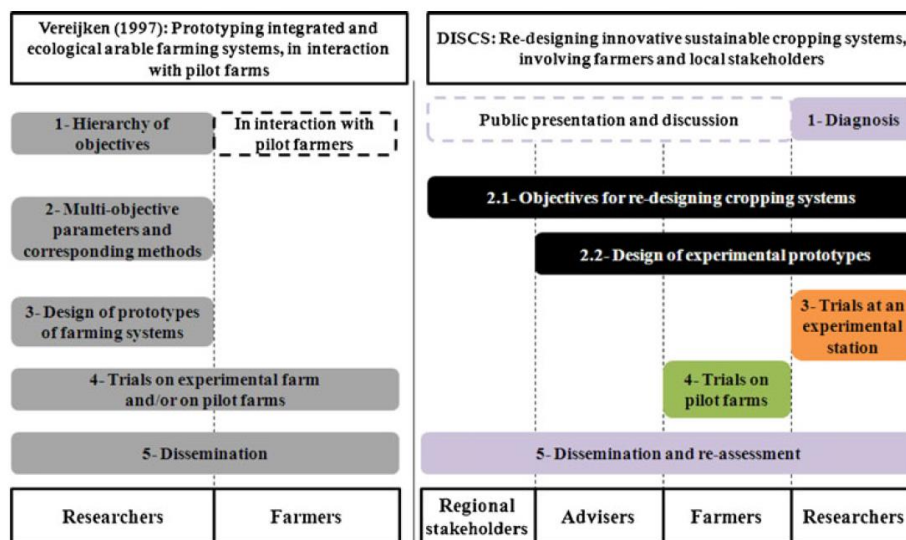 Vereijken (1997): Prototyping integrated and
ecological arable farming systems, in interaction
with pilot farms
1- Hierarchy of
objectives
In interaction with
pilot farmers
2- Multi-objective
parameters and
corresponding methods
3- Design of prototypes
of farming systems
4- Trials on experimental farm
and/or on pilot farms
5- Dissemination
Researchers
Farmers
DISCS: Re-designing innovative sustainable cropping systems,
involving farmers and local stakeholders
Public presentation and discussion
1- Diagnosis
2.1- Objectives for re-designing cropping systems
2.2- Design of experimental prototypes
3- Trials at an
experimental
station
4- Trials on
pilot farms
5- Dissemination and re-assessment
Regional
stakeholders
Advisers
Farmers
Researchers